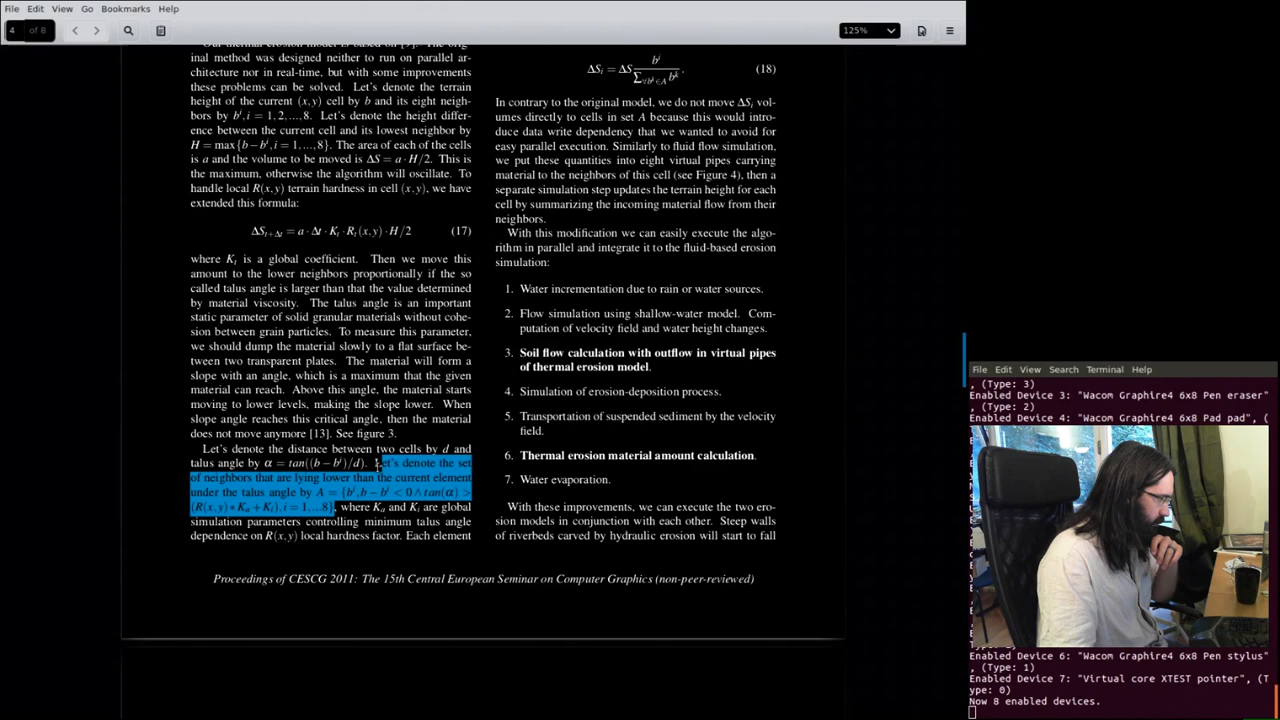 File Edit View Go Bookmarks Help
4 of 8
125%
Our thermal erosion model is based on [9]. The orig-
inal method was designed neither to run on parallel ar-
chitecture nor in real-time, but with some improvements
these problems can be solved. Let's denote the terrain
height of the current (x,y) cell by b and its eight neigh-
bors by bⁱ, i = 1,2,...,8. Let's denote the height differ-
ence between the current cell and its lowest neighbor by
H = max{b−bⁱ, i = 1,...,8}. The area of each of the cells
is a and the volume to be moved is ΔS = a·H/2. This is
the maximum, otherwise the algorithm will oscillate. To
handle local R(x,y) terrain hardness in cell (x,y), we have
extended this formula:
ΔS_{t+Δt} = a·Δt·K_t·R_t(x,y)·H/2 (17)
where K_t is a global coefficient. Then we move this
amount to the lower neighbors proportionally if the so
called talus angle is larger than that the value determined
by material viscosity. The talus angle is an important
static parameter of solid granular materials without cohe-
sion between grain particles. To measure this parameter,
we should dump the material slowly to a flat surface be-
tween two transparent plates. The material will form a
slope with an angle, which is a maximum that the given
material can reach. Above this angle, the material starts
moving to lower levels, making the slope lower. When
slope angle reaches this critical angle, then the material
does not move anymore [13]. See figure 3.
Let's denote the distance between two cells by d and
talus angle by α = tan((b−bⁱ)/d). Let's denote the set
of neighbors that are lying lower than the current element
under the talus angle by A = {bⁱ, b−bⁱ < 0 ∧ tan(α) >
(R(x,y)∗K_a+K_i), i = 1,...8}, where K_a and K_i are global
simulation parameters controlling minimum talus angle
dependence on R(x,y) local hardness factor. Each element
ΔS_i = ΔS bⁱ / ∑_{∀bᵏ∈A} bᵏ. (18)
In contrary to the original model, we do not move ΔS_i vol-
umes directly to cells in set A because this would intro-
duce data write dependency that we wanted to avoid for
easy parallel execution. Similarly to fluid flow simulation,
we put these quantities into eight virtual pipes carrying
material to the neighbors of this cell (see Figure 4), then a
separate simulation step updates the terrain height for each
cell by summarizing the incoming material flow from their
neighbors.
With this modification we can easily execute the algo-
rithm in parallel and integrate it to the fluid-based erosion
simulation:
1. Water incrementation due to rain or water sources.
2. Flow simulation using shallow-water model. Com-
putation of velocity field and water height changes.
3. Soil flow calculation with outflow in virtual pipes
of thermal erosion model.
4. Simulation of erosion-deposition process.
5. Transportation of suspended sediment by the velocity
field.
6. Thermal erosion material amount calculation.
7. Water evaporation.
With these improvements, we can execute the two ero-
sion models in conjunction with each other. Steep walls
of riverbeds carved by hydraulic erosion will start to fall
Proceedings of CESCG 2011: The 15th Central European Seminar on Computer Graphics (non-peer-reviewed)
File Edit View Search Terminal Help
, (Type: 3)
Enabled Device 3: "Wacom Graphire4 6x8 Pen eraser"
, (Type: 2)
Enabled Device 4: "Wacom Graphire4 6x8 Pad pad", (
Type: 1)
Enabled Device 6: "Wacom Graphire4 6x8 Pen stylus"
, (Type: 1)
Enabled Device 7: "Virtual core XTEST pointer", (T
ype: 0)
Now 8 enabled devices.